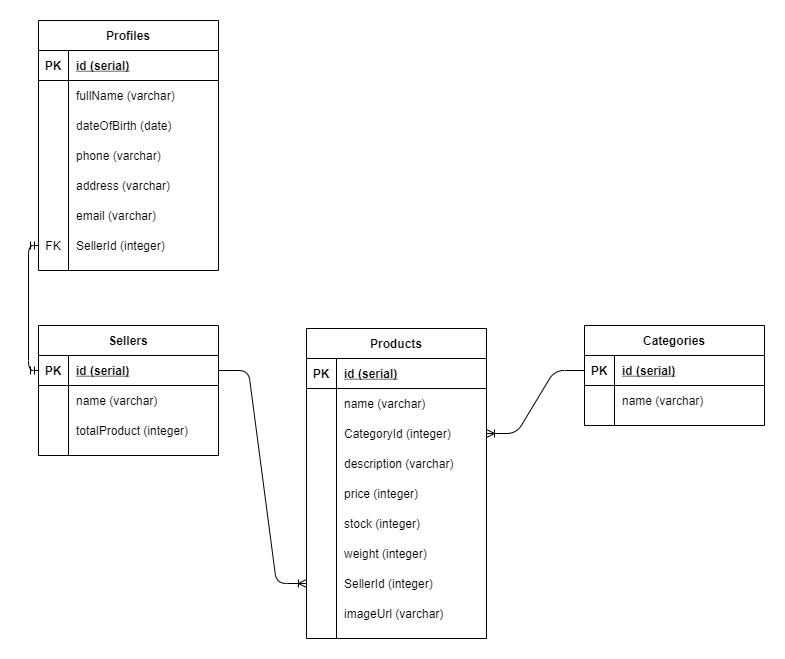 Profiles
PK id (serial)
fullName (varchar)
dateOfBirth (date)
phone (varchar)
address (varchar)
email (varchar)
FK SellerId (integer)
Sellers
PK id (serial)
name (varchar)
totalProduct (integer)
Products
PK id (serial)
name (varchar)
CategoryId (integer)
description (varchar)
price (integer)
stock (integer)
weight (integer)
SellerId (integer)
imageUrl (varchar)
Categories
PK id (serial)
name (varchar)